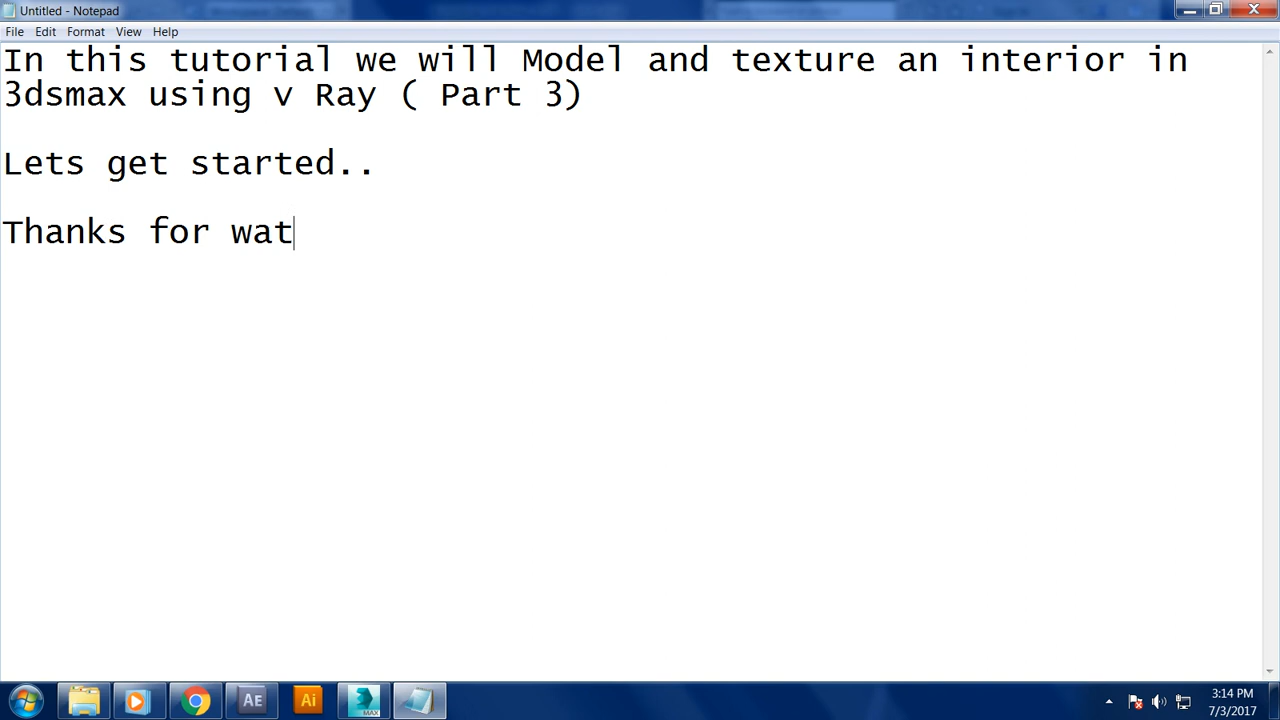 Untitled - Notepad
File Edit Format View Help
In this tutorial we will Model and texture an interior in
3dsmax using v Ray ( Part 3)
Lets get started..
Thanks for wat
AE
Ai
MAX
3:14 PM
7/3/2017